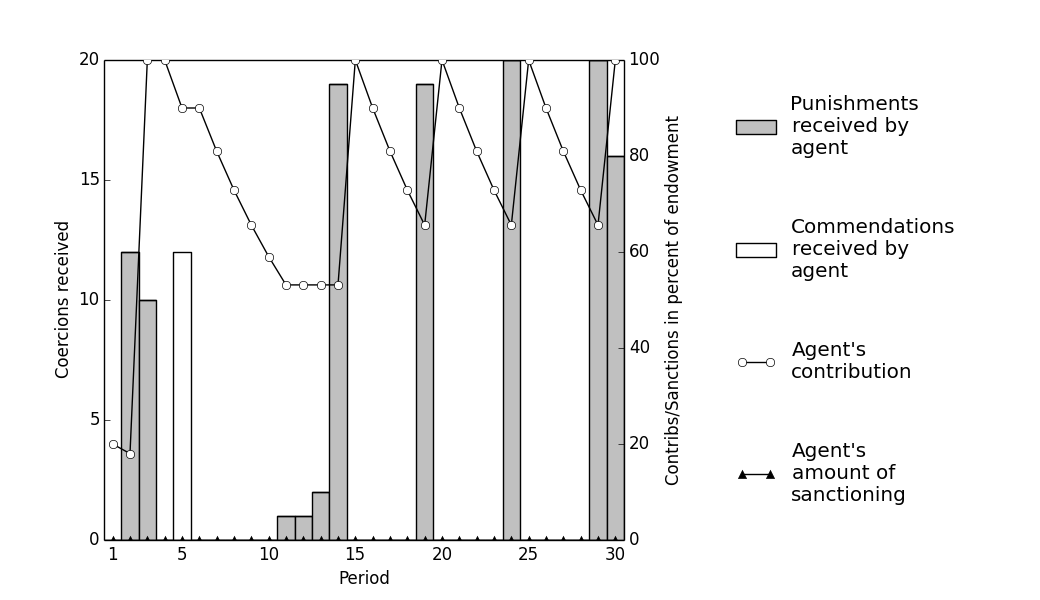 20
15
10
5
0
Coercions received
1
5
10
15
20
25
30
Period
100
80
60
40
20
0
Contribs/Sanctions in percent of endowment
Punishments
received by
agent
Commendations
received by
agent
Agent's
contribution
Agent's
amount of
sanctioning